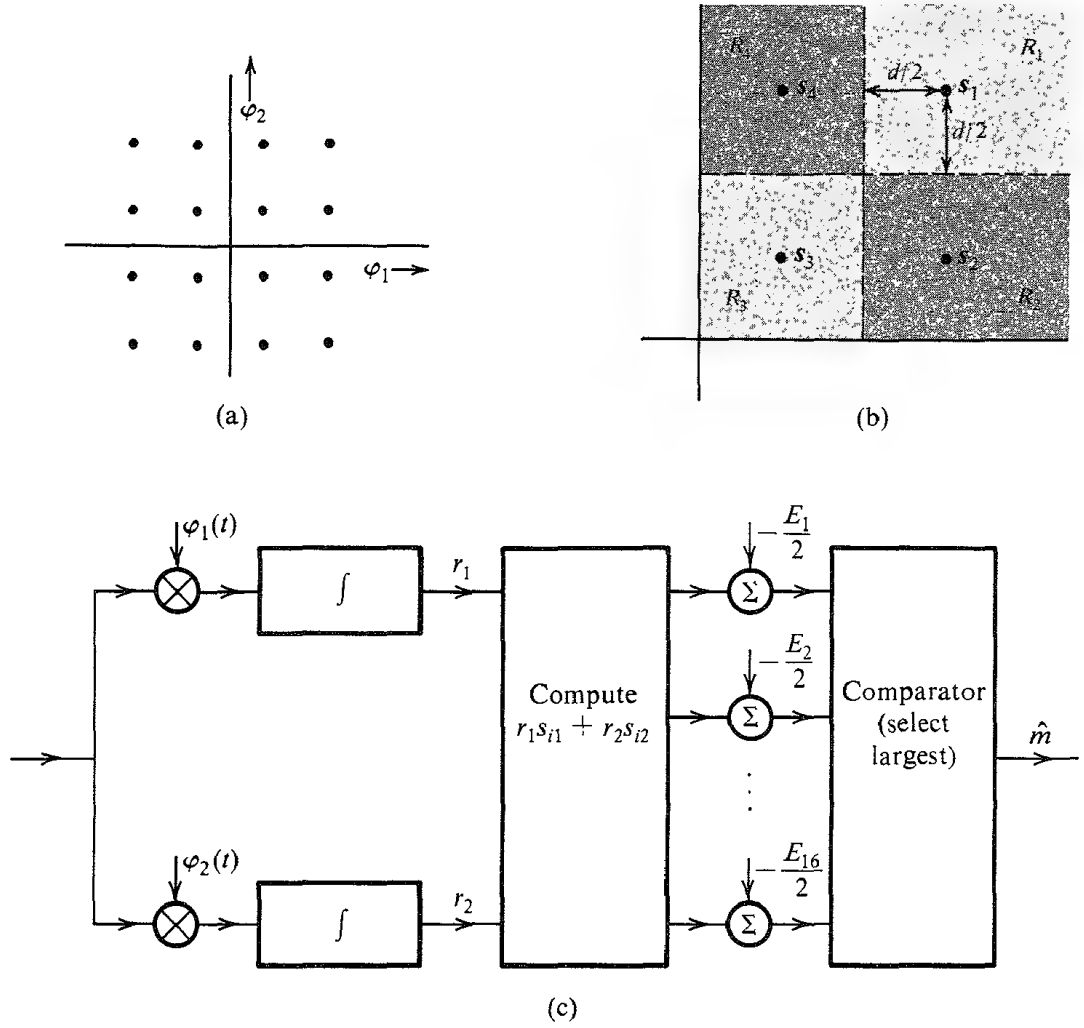 φ₂
φ₁
(a)
R₁
d/2
s₁
s₄
d/2
s₃
s₂
R₃
R₂
(b)
φ₁(t)
∫
r₁
Compute
r₁sᵢ₁ + r₂sᵢ₂
−E₁/2
Σ
−E₂/2
Σ
−E₁₆/2
Σ
Comparator
(select
largest)
m̂
φ₂(t)
∫
r₂
(c)